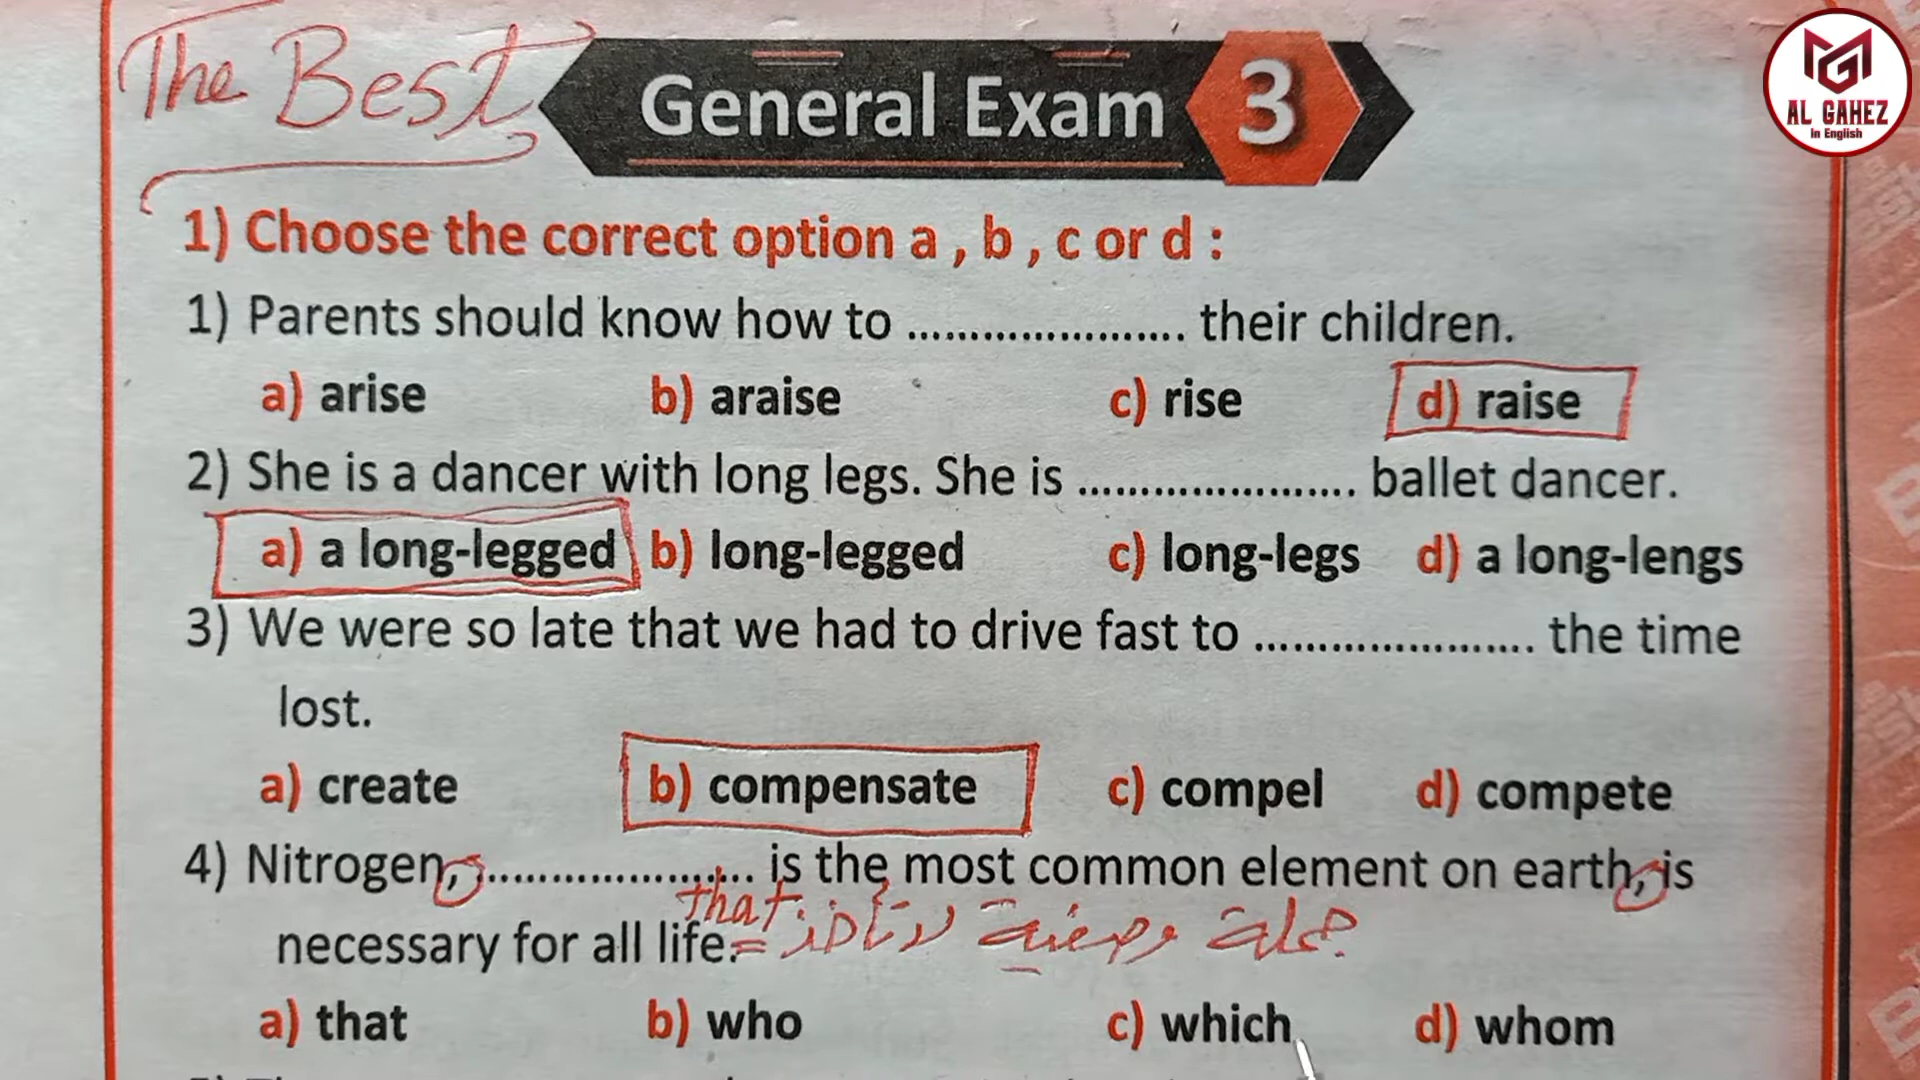 The Best
General Exam 3
AL GAHEZ
in English
1) Choose the correct option a , b , c or d :
1) Parents should know how to ...................... their children.
a) arise b) araise c) rise d) raise
2) She is a dancer with long legs. She is ...................... ballet dancer.
a) a long-legged b) long-legged c) long-legs d) a long-lengs
3) We were so late that we had to drive fast to ...................... the time
lost.
a) create b) compensate c) compel d) compete
4) Nitrogen, ...................... is the most common element on earth, is
necessary for all life. = جملة وصفية لا تأخذ that
a) that b) who c) which d) whom